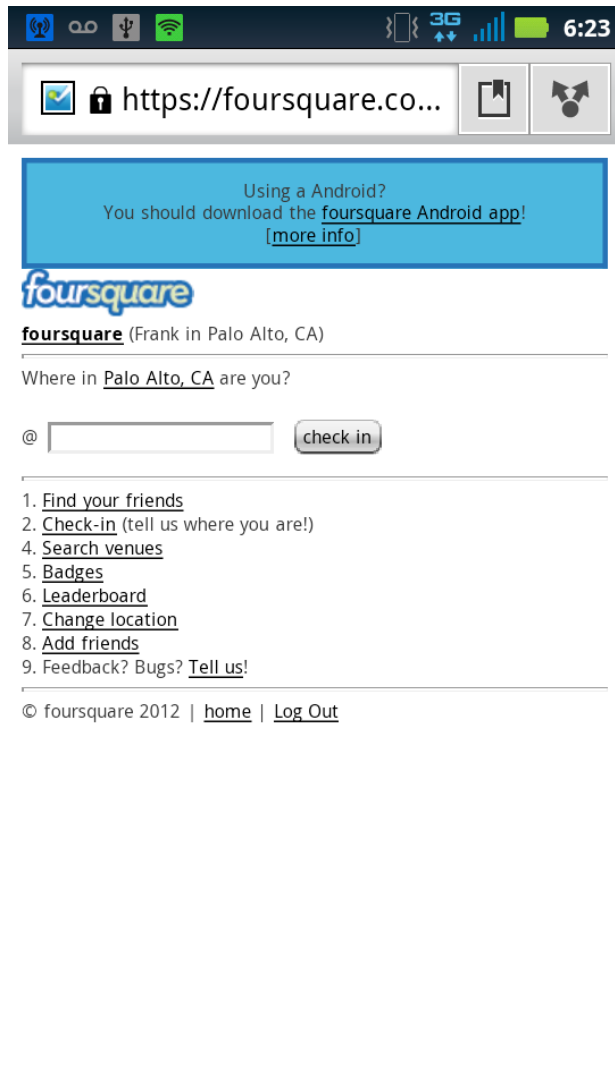 3G 6:23
https://foursquare.co...
Using a Android?
You should download the foursquare Android app!
[more info]
foursquare
foursquare (Frank in Palo Alto, CA)
Where in Palo Alto, CA are you?
@ check in
1. Find your friends
2. Check-in (tell us where you are!)
4. Search venues
5. Badges
6. Leaderboard
7. Change location
8. Add friends
9. Feedback? Bugs? Tell us!
© foursquare 2012 | home | Log Out